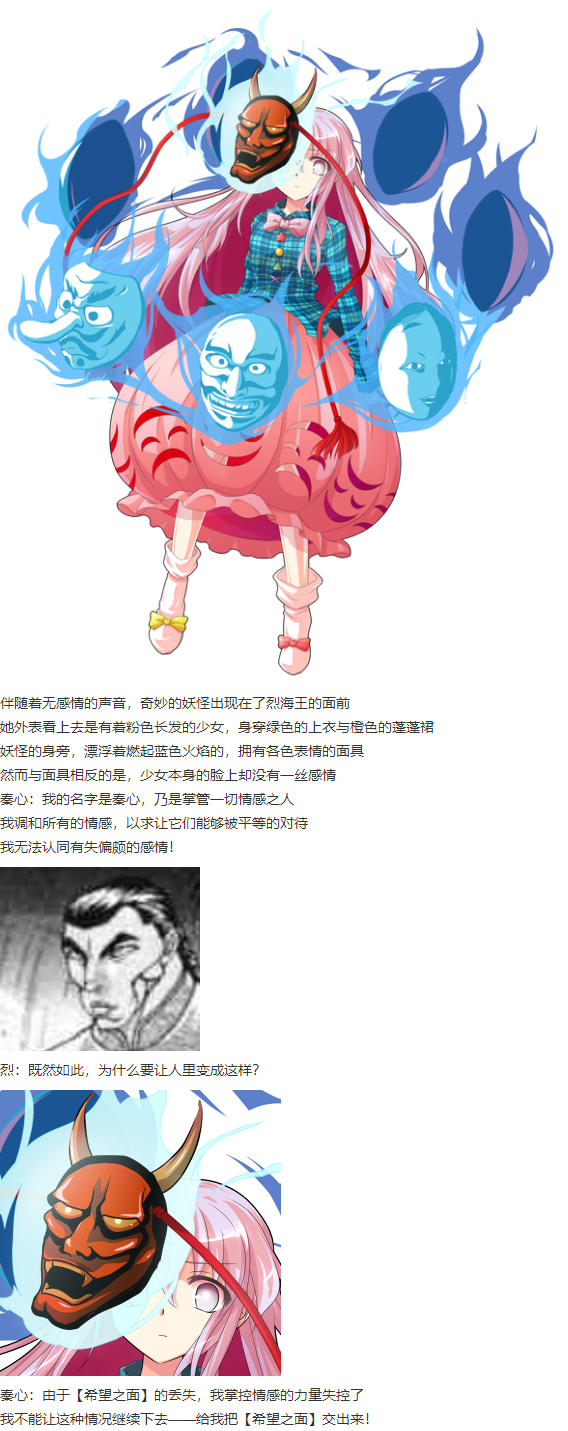 伴随着无感情的声音，奇妙的妖怪出现在了烈海王的面前
她外表看上去是有着粉色长发的少女，身穿绿色的上衣与橙色的蓬蓬裙
妖怪的身旁，漂浮着燃起蓝色火焰的，拥有各色表情的面具
然而与面具相反的是，少女本身的脸上却没有一丝感情
秦心：我的名字是秦心，乃是掌管一切情感之人
我调和所有的情感，以求让它们能够被平等的对待
我无法认同有失偏颇的感情！
烈：既然如此，为什么要让人里变成这样？
秦心：由于【希望之面】的丢失，我掌控情感的力量失控了
我不能让这种情况继续下去——给我把【希望之面】交出来！